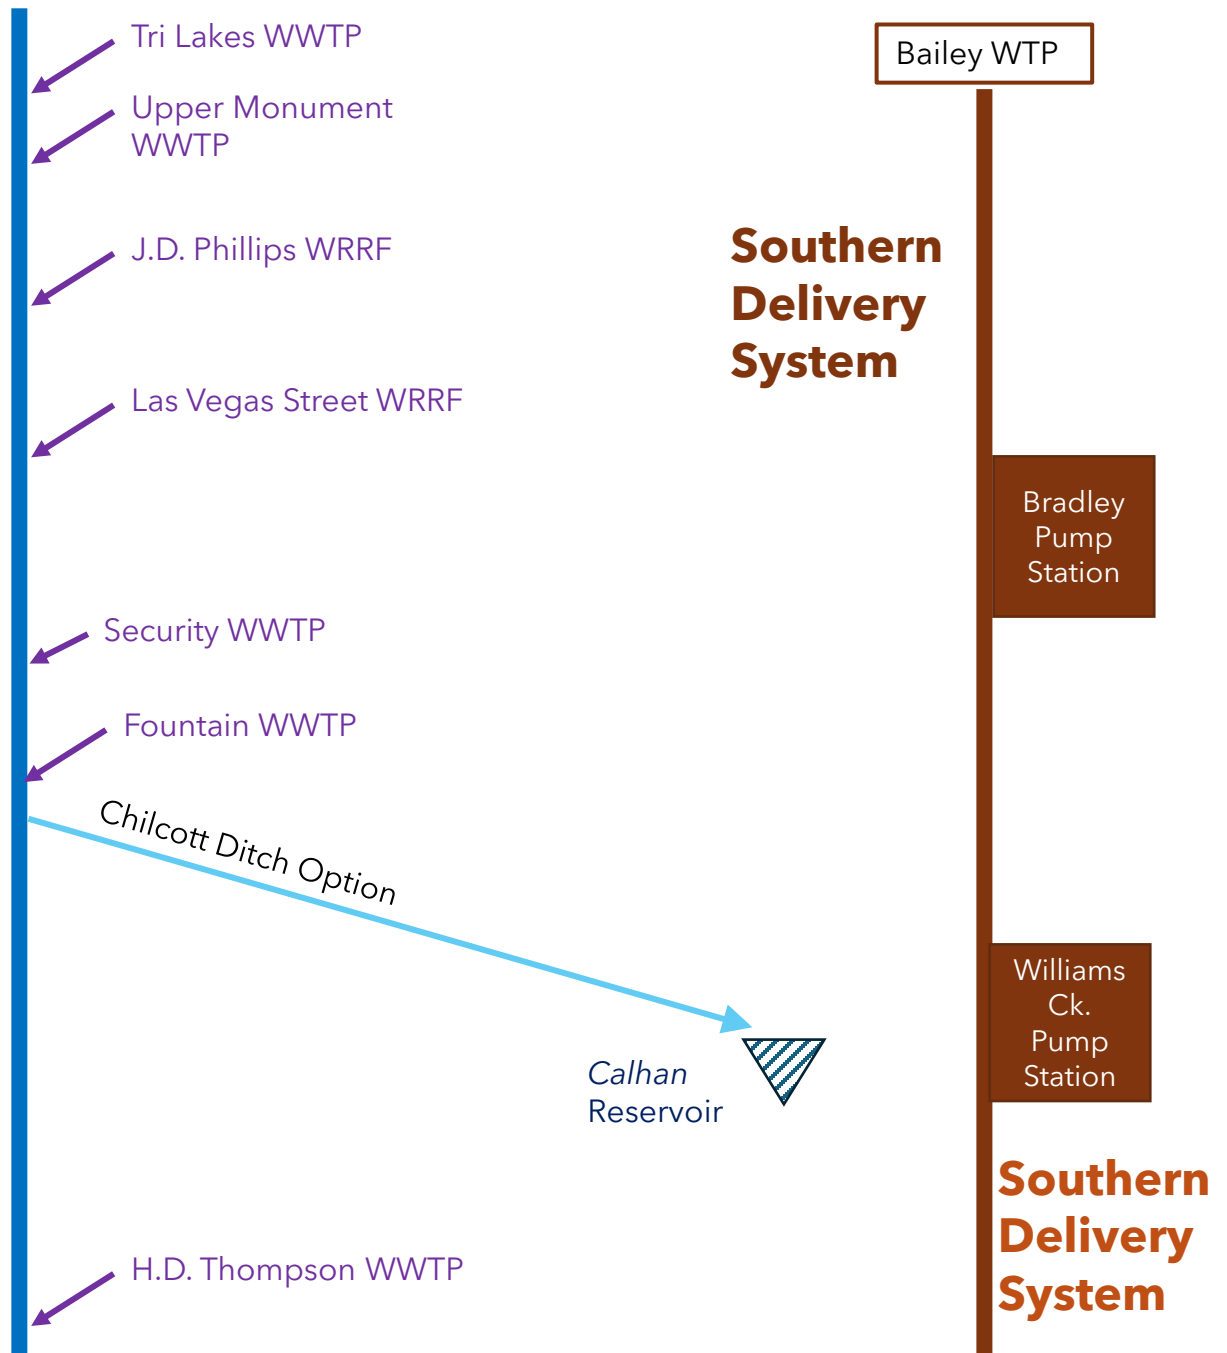 Tri Lakes WWTP
Bailey WTP
Upper Monument
WWTP
Southern
Delivery
System
J.D. Phillips WRRF
Las Vegas Street WRRF
Bradley
Pump
Station
Security WWTP
Fountain WWTP
Chilcott Ditch Option
Williams
Ck.
Pump
Station
Calhan
Reservoir
Southern
Delivery
System
H.D. Thompson WWTP